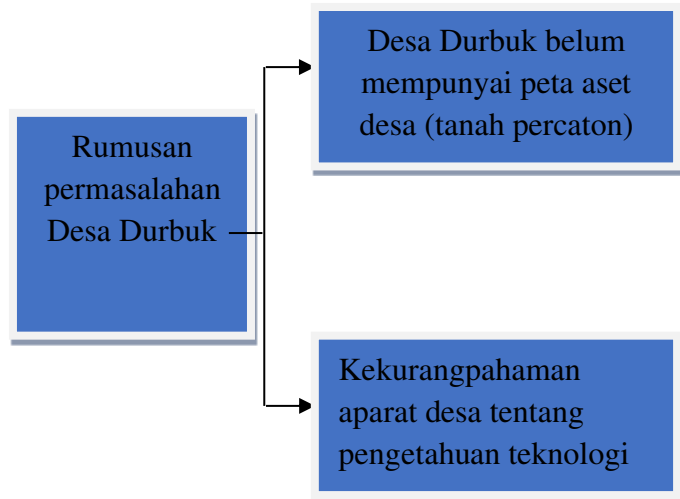 Rumusan
permasalahan
Desa Durbuk
Desa Durbuk belum
mempunyai peta aset
desa (tanah percaton)
Kekurangpahaman
aparat desa tentang
pengetahuan teknologi